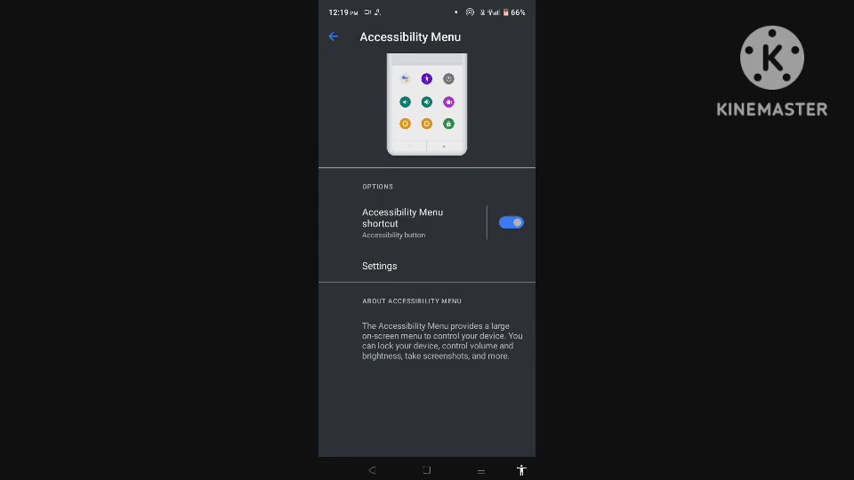 12:19 PM 66%
Accessibility Menu
KINEMASTER
OPTIONS
Accessibility Menu
shortcut
Accessibility button
Settings
ABOUT ACCESSIBILITY MENU
The Accessibility Menu provides a large
on-screen menu to control your device. You
can lock your device, control volume and
brightness, take screenshots, and more.